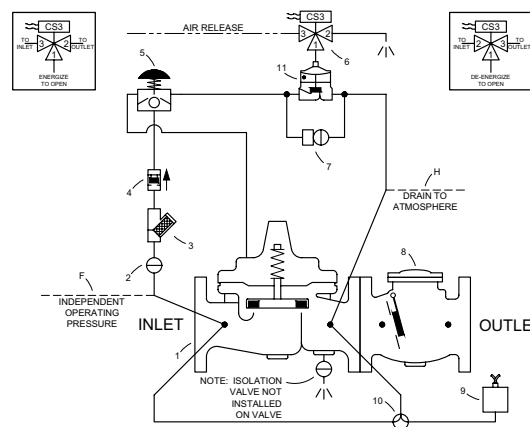 CS3
TO
INLET
3
2
TO
OUTLET
1
ENERGIZE
TO OPEN
AIR RELEASE
CS3
3
2
1
6
CS3
TO
INLET
3
2
TO
OUTLET
1
DE-ENERGIZE
TO OPEN
5
11
7
4
H
DRAIN TO
ATMOSPHERE
3
2
F
INDEPENDENT
OPERATING
PRESSURE
8
INLET
OUTLET
1
NOTE: ISOLATION
VALVE NOT
INSTALLED
ON VALVE
10
9